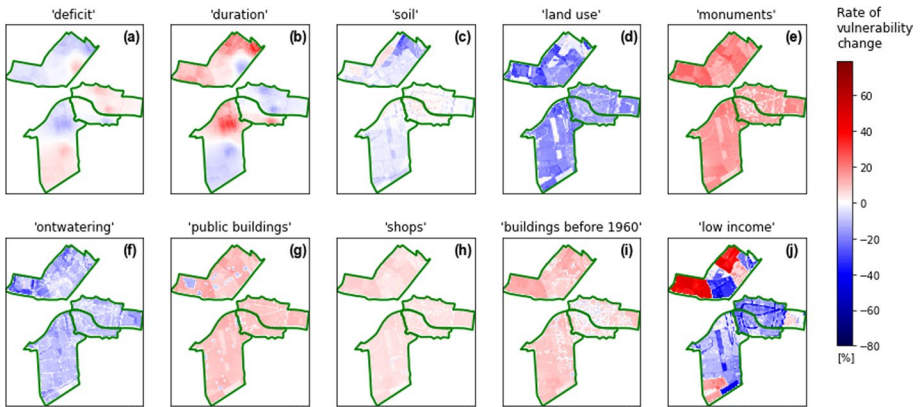 'deficit'
'duration'
'soil'
'land use'
'monuments'
Rate of
vulnerability
change
(a)
(b)
(c)
(d)
(e)
60
40
20
0
−20
−40
−60
−80
[%]
'ontwatering'
'public buildings'
'shops'
'buildings before 1960'
'low income'
(f)
(g)
(h)
(i)
(j)